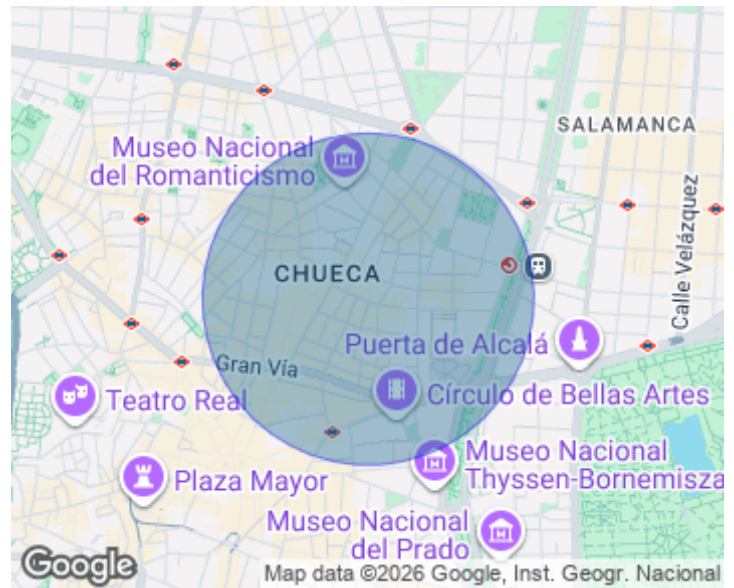 SALAMANCA
Museo Nacional
del Romanticismo
Calle Velázquez
CHUECA
Puerta de Alcalá
Gran Vía
Teatro Real
Círculo de Bellas Artes
Plaza Mayor
Museo Nacional
Thyssen-Bornemisza
Museo Nacional
del Prado
Google
Map data ©2026 Google, Inst. Geogr. Nacional